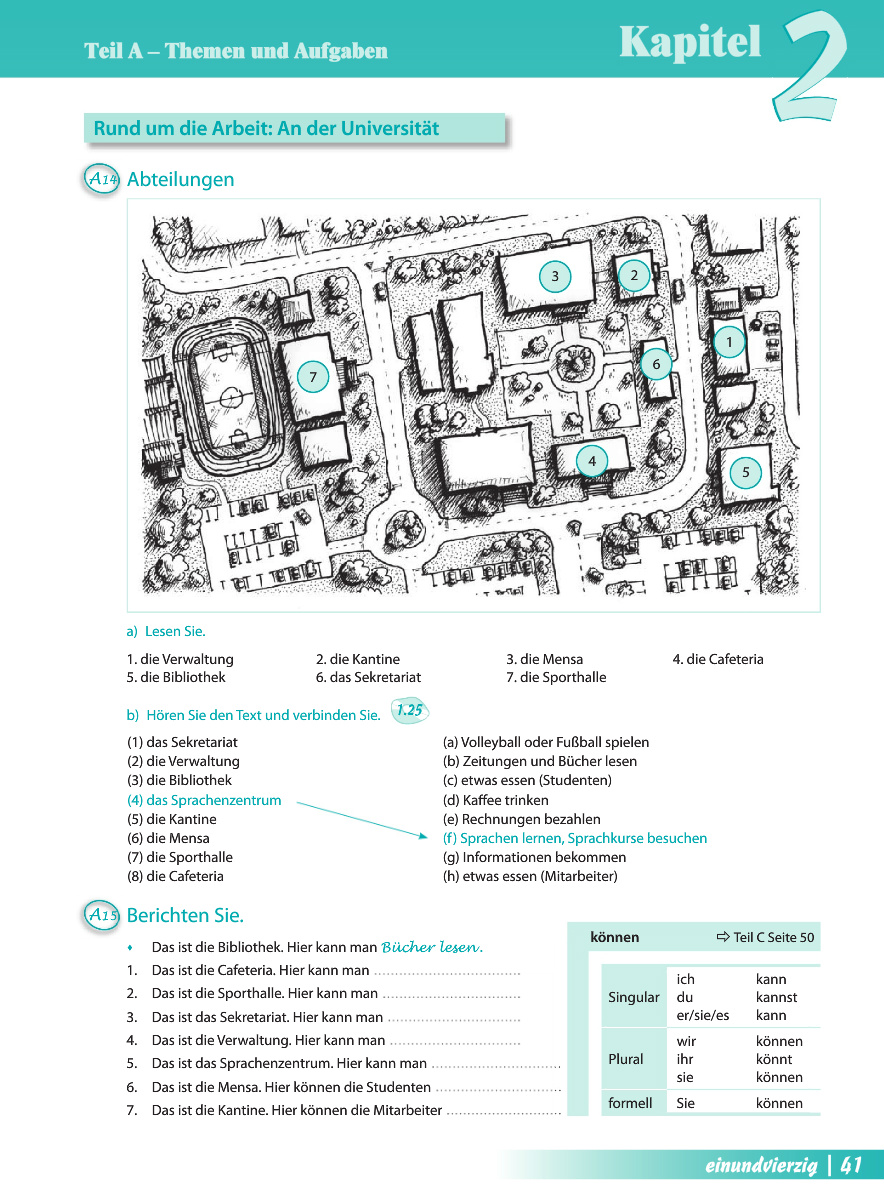 Teil A – Themen und Aufgaben
Kapitel 2
Rund um die Arbeit: An der Universität
A14 Abteilungen
3
2
1
6
7
4
5
a) Lesen Sie.
1. die Verwaltung 2. die Kantine 3. die Mensa 4. die Cafeteria
5. die Bibliothek 6. das Sekretariat 7. die Sporthalle
b) Hören Sie den Text und verbinden Sie. 1.25
(1) das Sekretariat (a) Volleyball oder Fußball spielen
(2) die Verwaltung (b) Zeitungen und Bücher lesen
(3) die Bibliothek (c) etwas essen (Studenten)
(4) das Sprachenzentrum (d) Kaffee trinken
(5) die Kantine (e) Rechnungen bezahlen
(6) die Mensa (f) Sprachen lernen, Sprachkurse besuchen
(7) die Sporthalle (g) Informationen bekommen
(8) die Cafeteria (h) etwas essen (Mitarbeiter)
A15 Berichten Sie.
• Das ist die Bibliothek. Hier kann man Bücher lesen.
1. Das ist die Cafeteria. Hier kann man ..................................
2. Das ist die Sporthalle. Hier kann man ................................
3. Das ist das Sekretariat. Hier kann man ...............................
4. Das ist die Verwaltung. Hier kann man ...............................
5. Das ist das Sprachenzentrum. Hier kann man ..............................
6. Das ist die Mensa. Hier können die Studenten .............................
7. Das ist die Kantine. Hier können die Mitarbeiter ...........................
können ⇨ Teil C Seite 50
Singular
ich kann
du kannst
er/sie/es kann
Plural
wir können
ihr könnt
sie können
formell Sie können
einundvierzig | 41